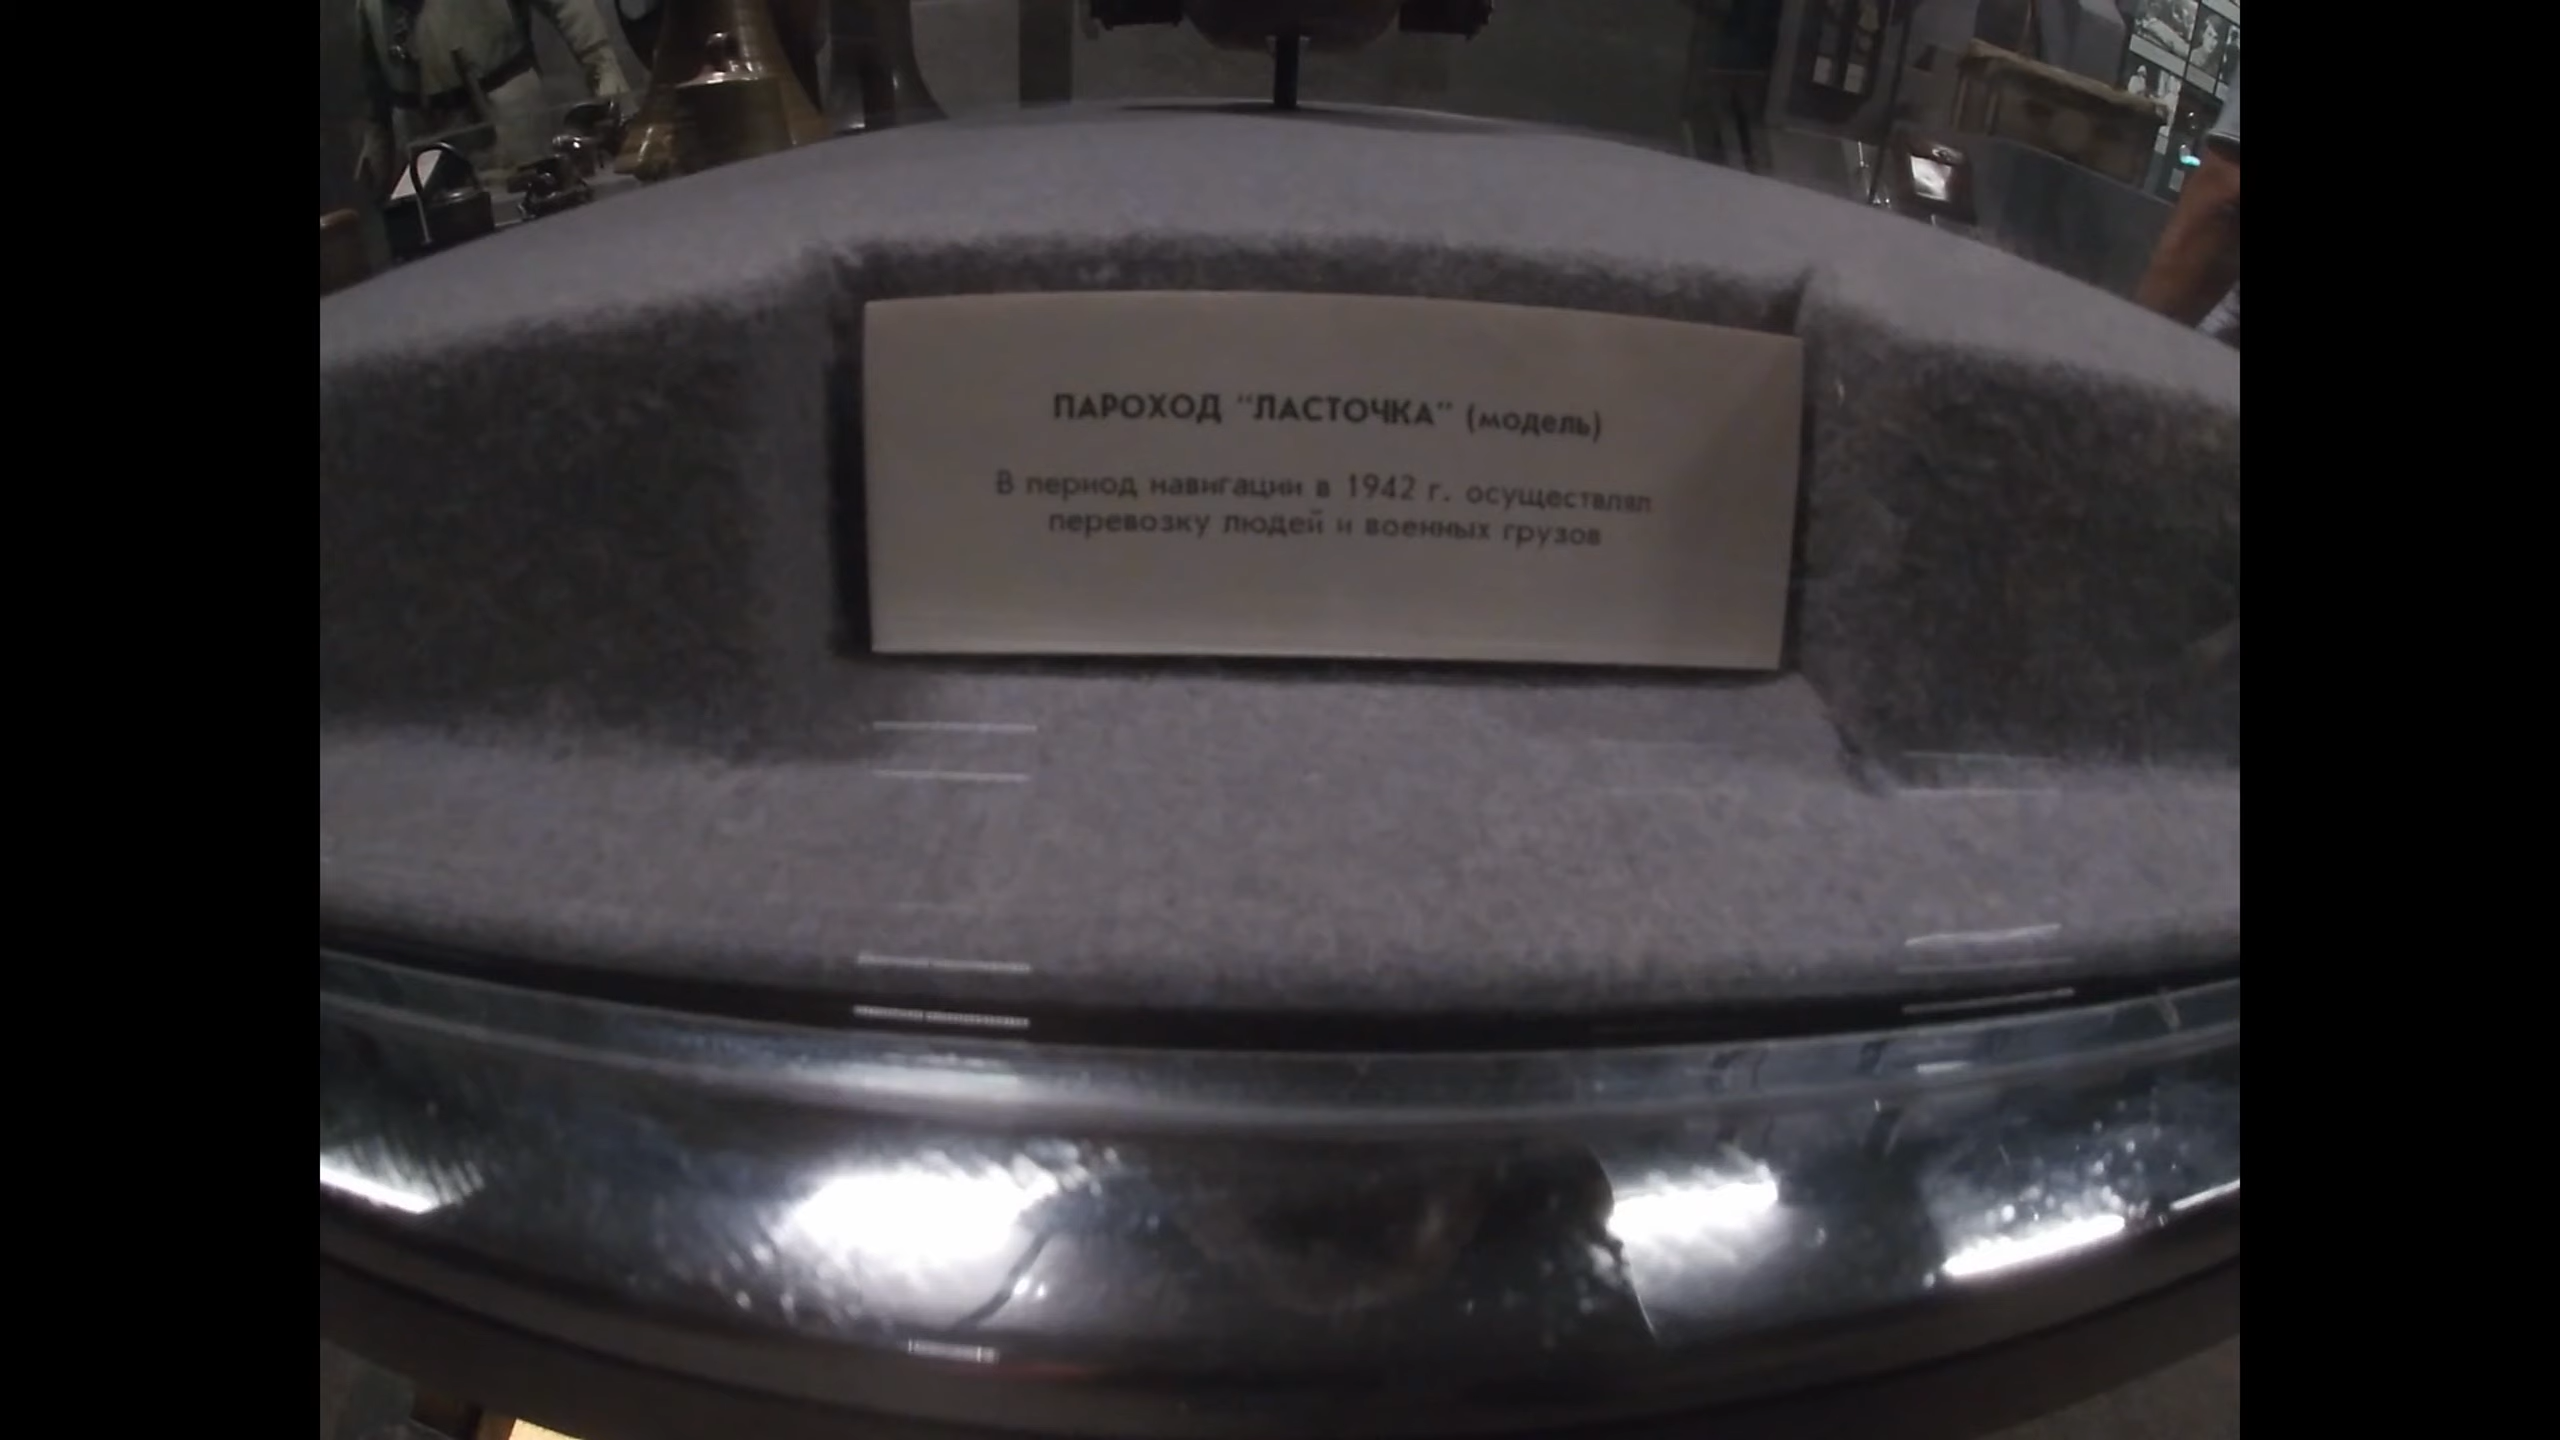 ПАРОХОД "ЛАСТОЧКА" (модель)
В период навигации в 1942 г. осуществлял
перевозку людей и военных грузов